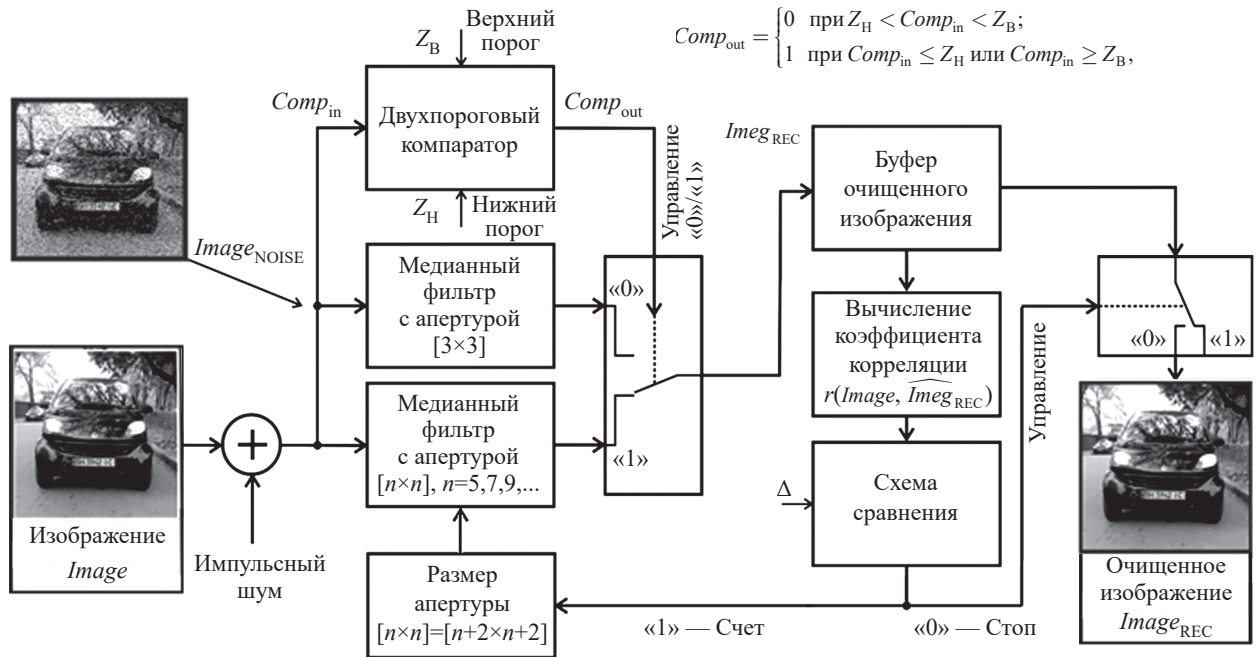 Z_В
Верхний
порог
Comp_out = {0 при Z_Н < Comp_in < Z_В;
1 при Comp_in ≤ Z_Н или Comp_in ≥ Z_В,
Comp_in
Двухпороговый
компаратор
Comp_out
Z_Н
Нижний
порог
Управление
«0»/«1»
Imeg_REC
Буфер
очищенного
изображения
Image_NOISE
Медианный
фильтр
с апертурой
[3×3]
«0»
«1»
Медианный
фильтр
с апертурой
[n×n], n=5,7,9,...
Вычисление
коэффициента
корреляции
r(Image, Imeg_REC)
Управление
«0»
«1»
Δ
Схема
сравнения
Изображение
Image
Импульсный
шум
Размер
апертуры
[n×n]=[n+2×n+2]
«1» — Счет
«0» — Стоп
Очищенное
изображение
Image_REC